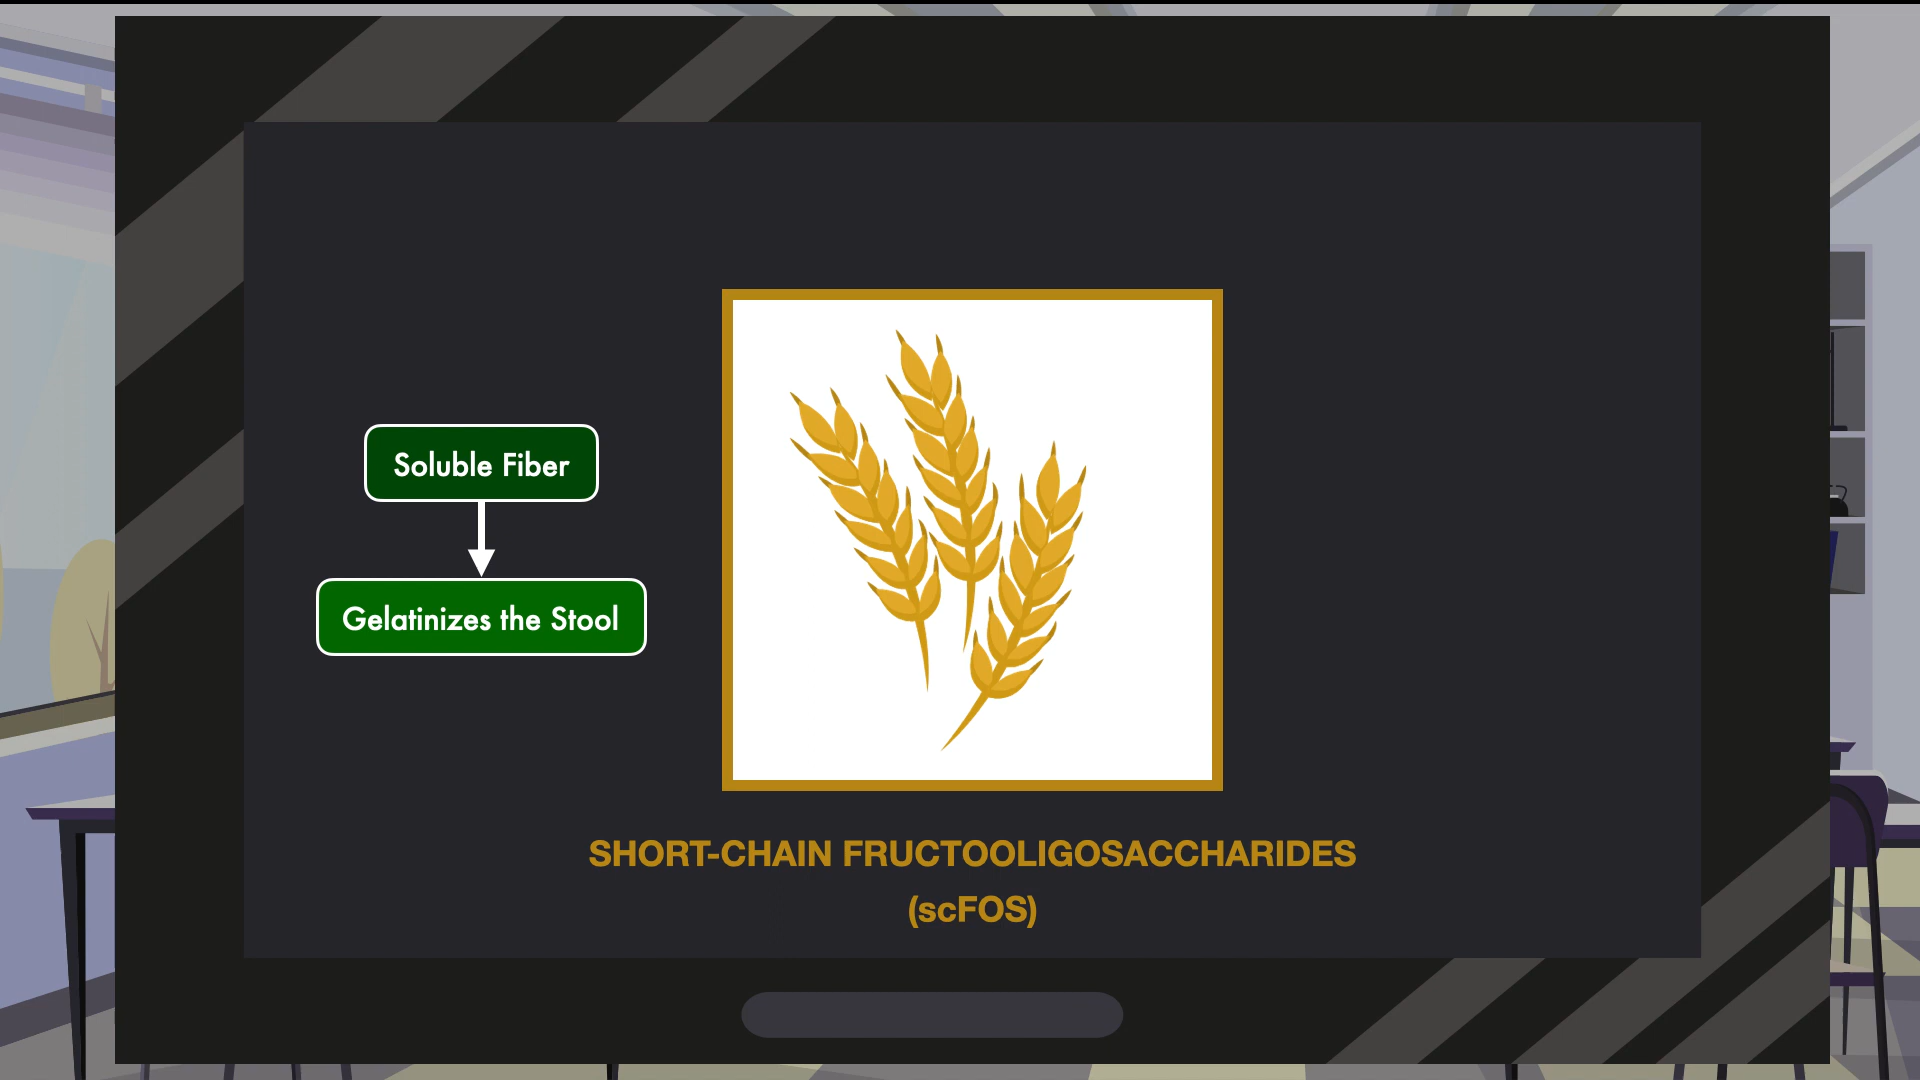 Soluble Fiber
Gelatinizes the Stool
SHORT-CHAIN FRUCTOOLIGOSACCHARIDES
(scFOS)